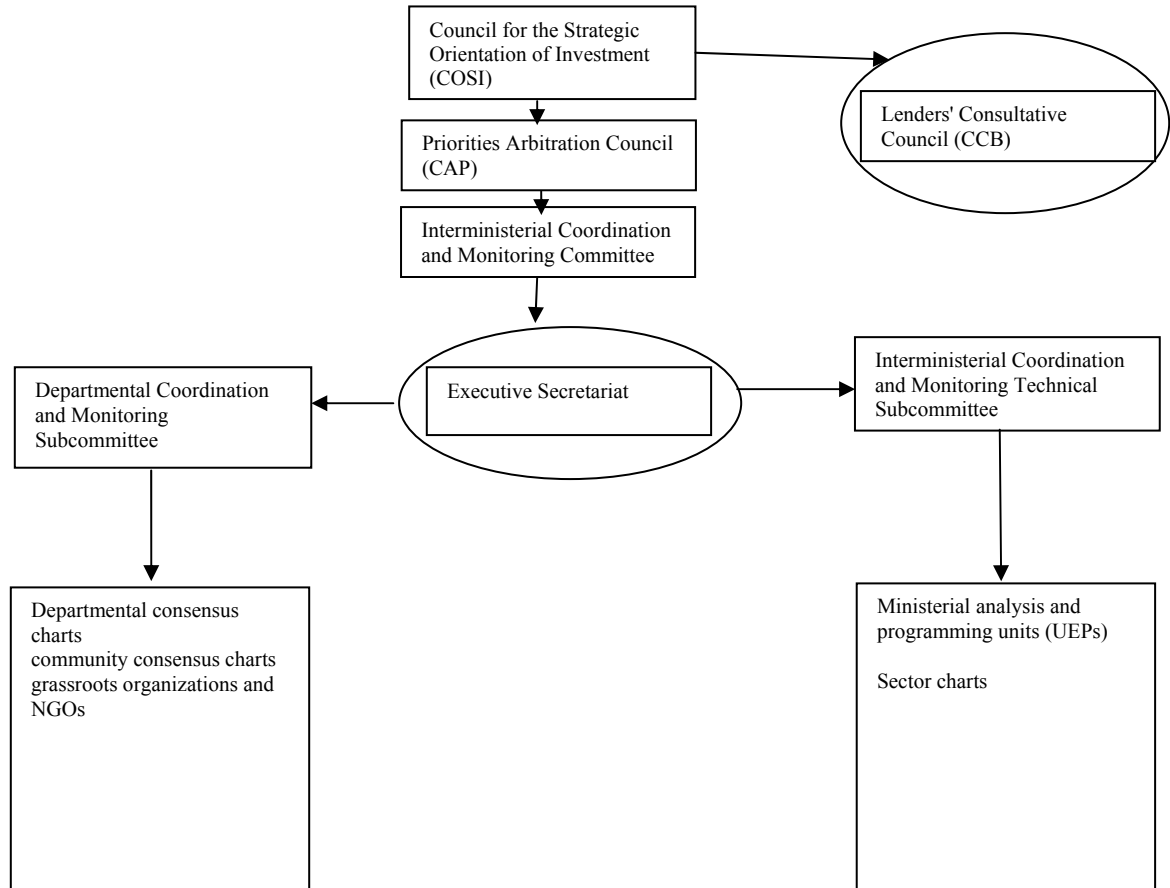 Council for the Strategic
Orientation of Investment
(COSI)
Lenders' Consultative
Council (CCB)
Priorities Arbitration Council
(CAP)
Interministerial Coordination
and Monitoring Committee
Departmental Coordination
and Monitoring
Subcommittee
Executive Secretariat
Interministerial Coordination
and Monitoring Technical
Subcommittee
Departmental consensus
charts
community consensus charts
grassroots organizations and
NGOs
Ministerial analysis and
programming units (UEPs)
Sector charts